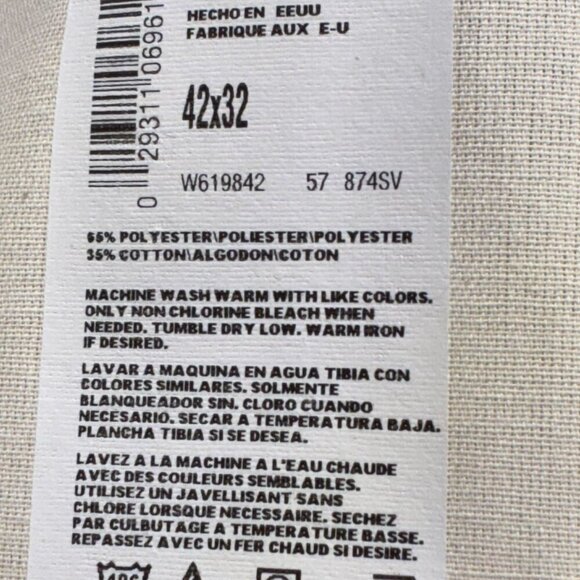 HECHO EN EEUU
FABRIQUE AUX E-U
0 29311 06961
42x32
W619842 57 874SV
65% POLYESTER\POLIESTER\POLYESTER
35% COTTON\ALGODON\COTON
MACHINE WASH WARM WITH LIKE COLORS.
ONLY NON CHLORINE BLEACH WHEN
NEEDED. TUMBLE DRY LOW. WARM IRON
IF DESIRED.
LAVAR A MAQUINA EN AGUA TIBIA CON
COLORES SIMILARES. SOLMENTE
BLANQUEADOR SIN. CLORO CUANDO
NECESARIO. SECAR A TEMPERATURA BAJA.
PLANCHA TIBIA SI SE DESEA.
LAVEZ A LA MACHINE A L'EAU CHAUDE
AVEC DES COULEURS SEMBLABLES.
UTILISEZ UN JAVELLISANT SANS
CHLORE LORSQUE NECESSAIRE. SECHEZ
PAR CULBUTAGE A TEMPERATURE BASSE.
REPASSEZ AVEC UN FER CHAUD SI DESIRE.